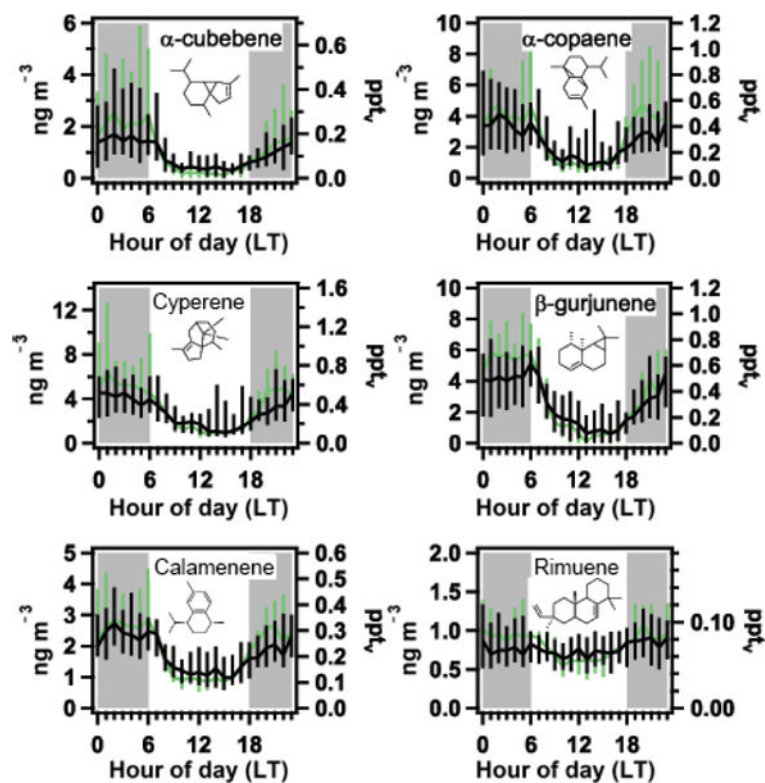 α-cubebene
6
4
2
0
ng m⁻³
0.6
0.4
0.2
0.0
pptᵥ
0 6 12 18
Hour of day (LT)
α-copaene
10
8
6
4
2
0
ng m⁻³
1.2
1.0
0.8
0.6
0.4
0.2
0.0
pptᵥ
0 6 12 18
Hour of day (LT)
Cyperene
12
8
4
0
ng m⁻³
1.6
1.2
0.8
0.4
0.0
pptᵥ
0 6 12 18
Hour of day (LT)
β-gurjunene
10
8
6
4
2
0
ng m⁻³
1.2
1.0
0.8
0.6
0.4
0.2
0.0
pptᵥ
0 6 12 18
Hour of day (LT)
Calamenene
5
4
3
2
1
0
ng m⁻³
0.6
0.5
0.4
0.3
0.2
0.1
0.0
pptᵥ
0 6 12 18
Hour of day (LT)
Rimuene
2.0
1.5
1.0
0.5
0.0
ng m⁻³
0.10
0.00
pptᵥ
0 6 12 18
Hour of day (LT)